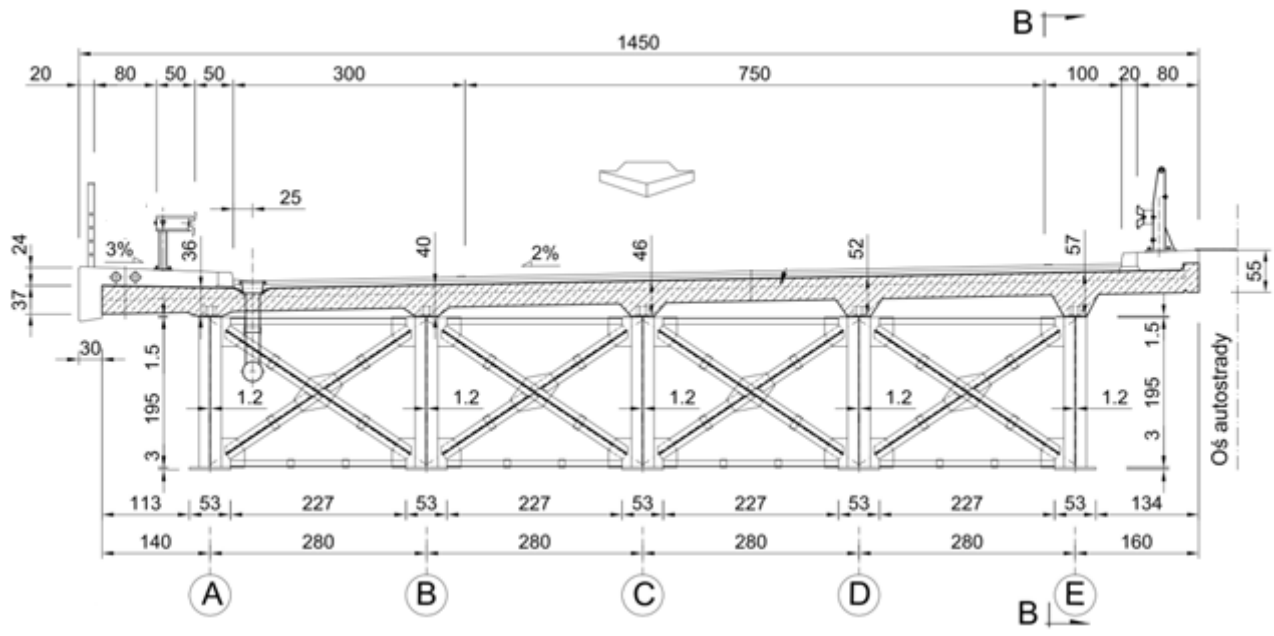 B
1450
20 80 50 50 300 750 100 20 80
25
24 3% 36 40 2% 46 52 57
37 55
30
1.5 1.2 1.2 1.2 1.2 1.2 1.5
195 195
3 3
Oś autostrady
113 53 227 53 227 53 227 53 227 53 134
140 280 280 280 280 160
A B C D E
B